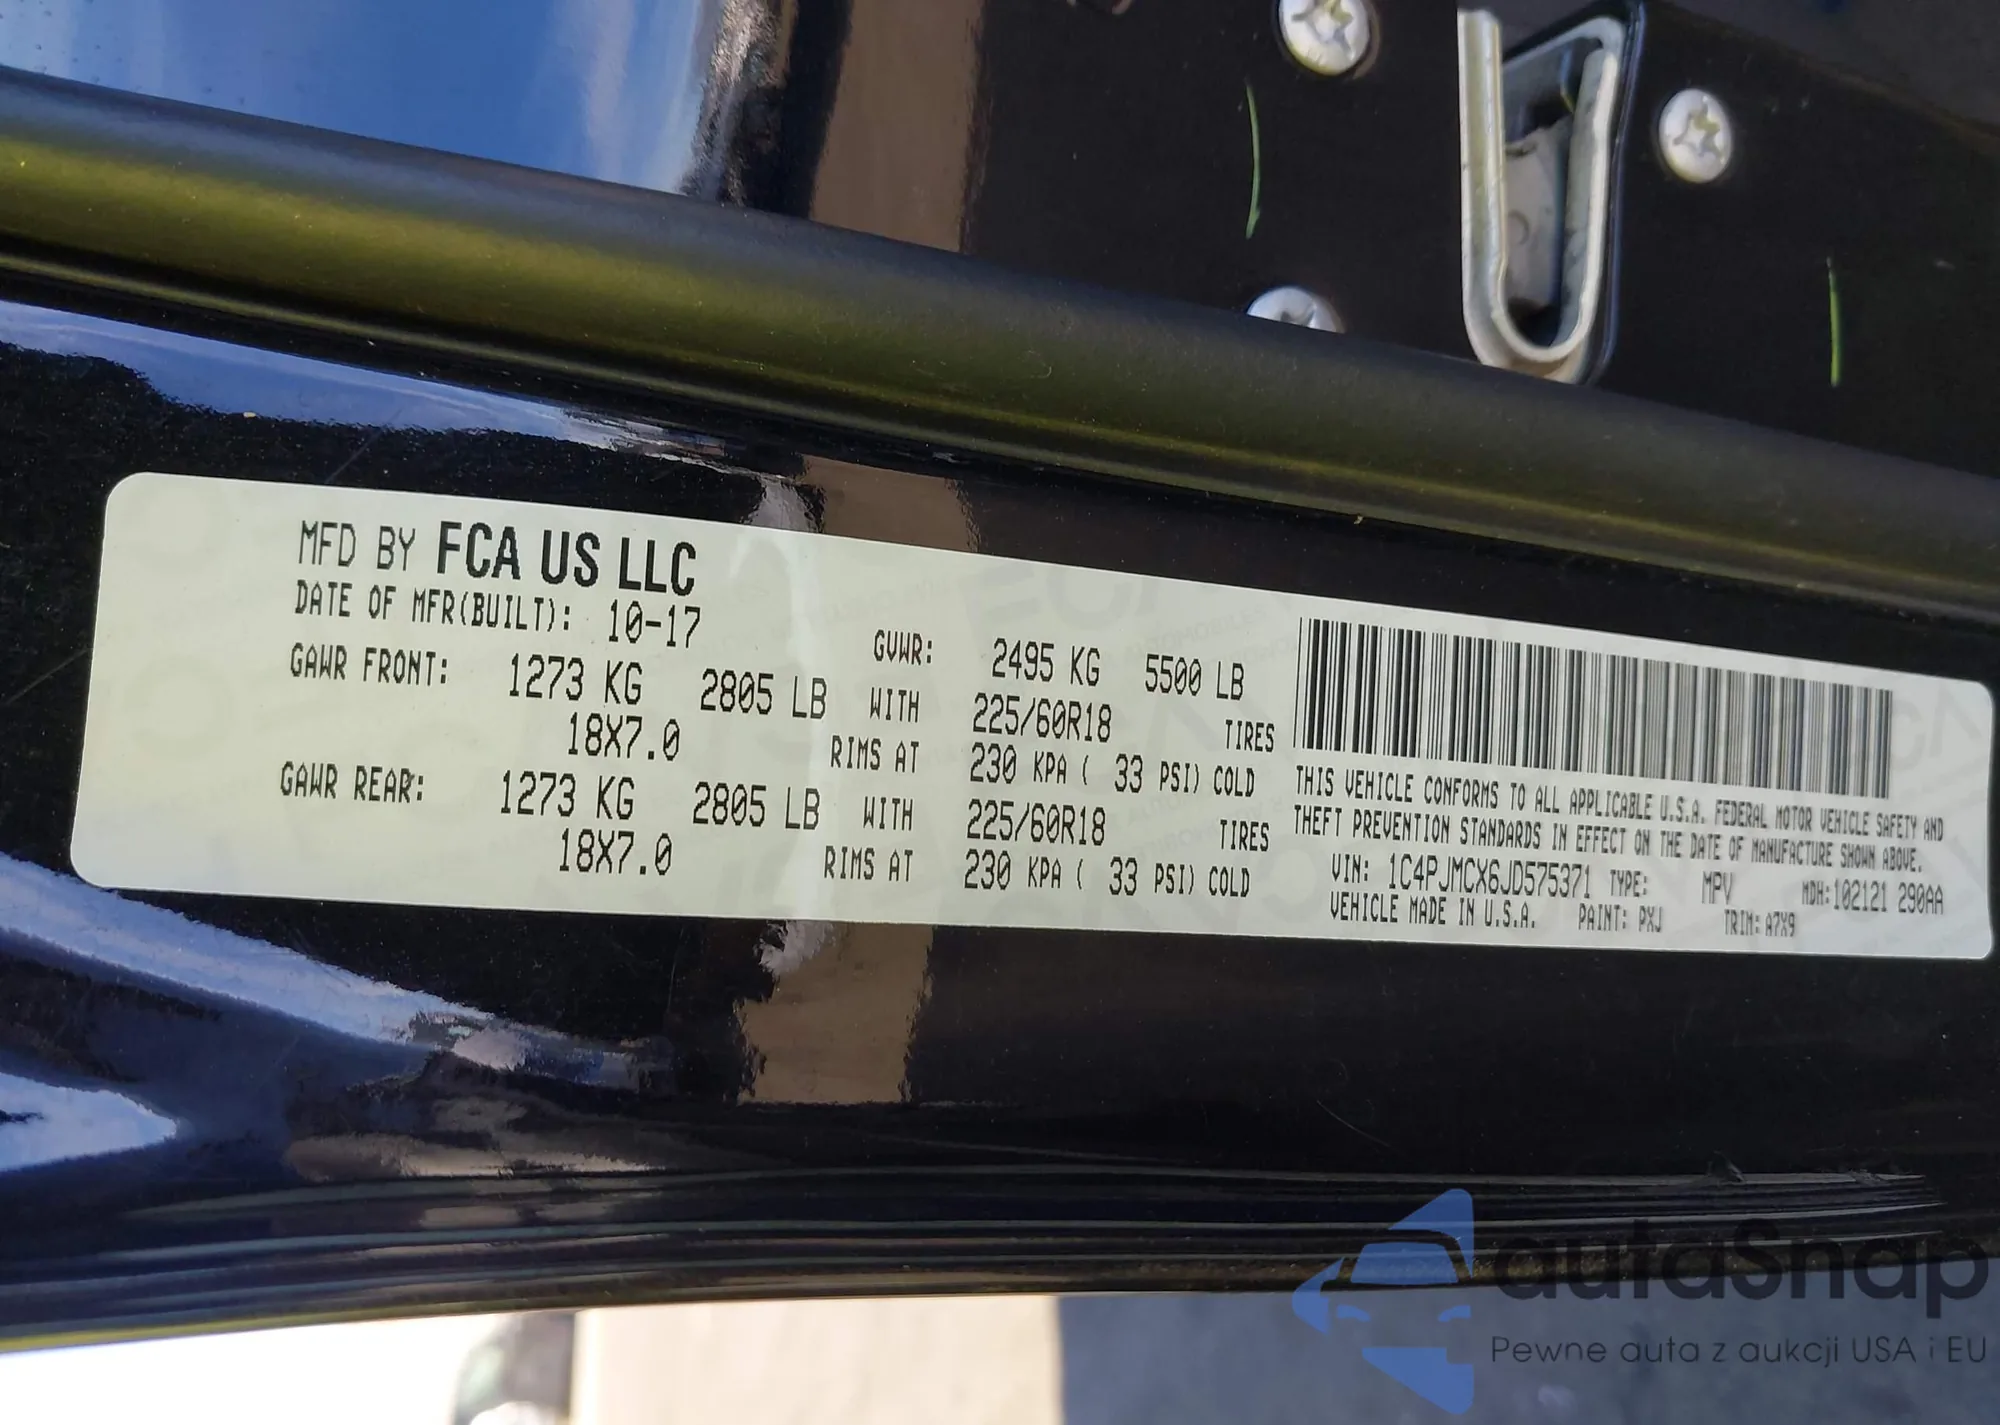 MFD BY FCA US LLC
DATE OF MFR(BUILT): 10-17
GVWR: 2495 KG 5500 LB
GAWR FRONT: 1273 KG 2805 LB WITH 225/60R18 TIRES
18X7.0 RIMS AT 230 KPA ( 33 PSI) COLD
GAWR REAR: 1273 KG 2805 LB WITH 225/60R18 TIRES
18X7.0 RIMS AT 230 KPA ( 33 PSI) COLD
THIS VEHICLE CONFORMS TO ALL APPLICABLE U.S.A. FEDERAL MOTOR VEHICLE SAFETY AND
THEFT PREVENTION STANDARDS IN EFFECT ON THE DATE OF MANUFACTURE SHOWN ABOVE.
VIN: 1C4PJMCX6JD575371 TYPE: MPV MDH:102121 290AA
VEHICLE MADE IN U.S.A. PAINT: PXJ TRIM: A7X9
autaSnap
Pewne auta z aukcji USA i EU